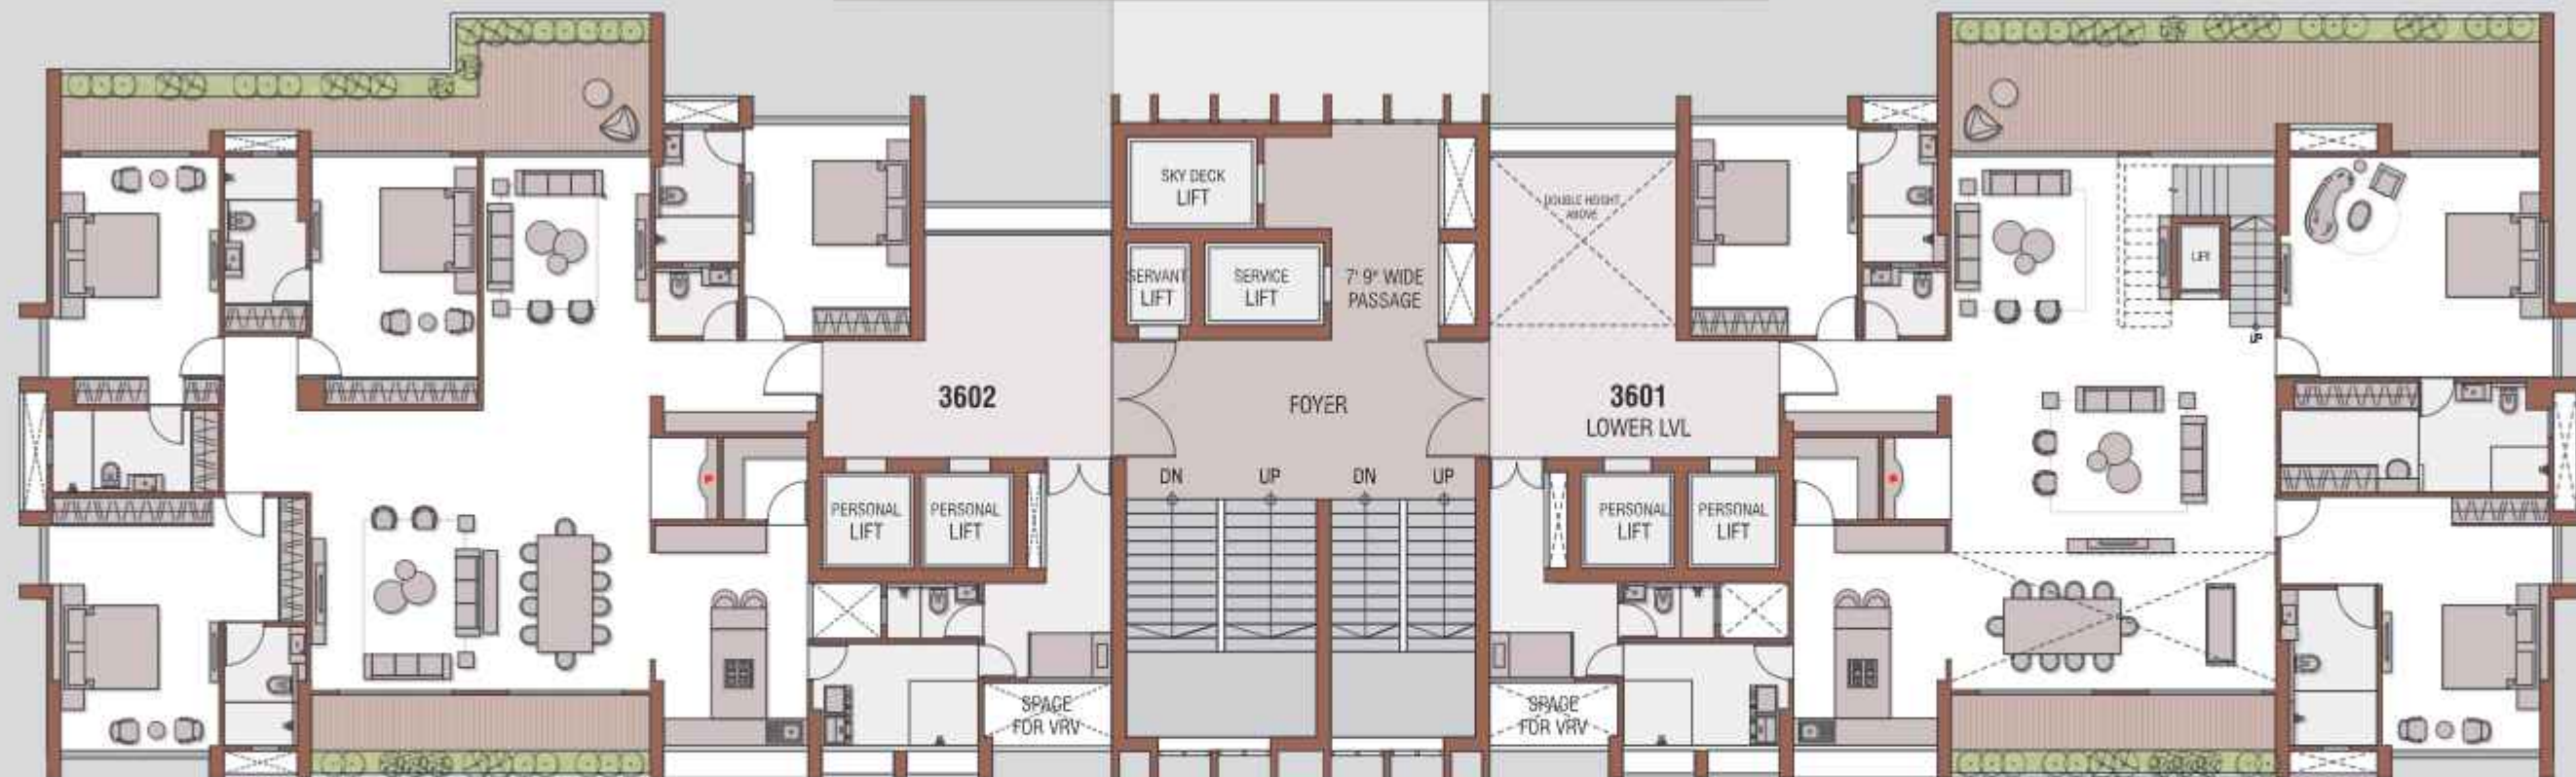 SKY DECK
LIFT
DOUBLE HEIGHT
ABOVE
SERVANT
LIFT
SERVICE
LIFT
7' 9" WIDE
PASSAGE
LIFT
UP
3602
FOYER
3601
LOWER LVL
DN
UP
DN
UP
PERSONAL
LIFT
PERSONAL
LIFT
PERSONAL
LIFT
PERSONAL
LIFT
SPACE
FOR VRV
SPACE
FOR VRV